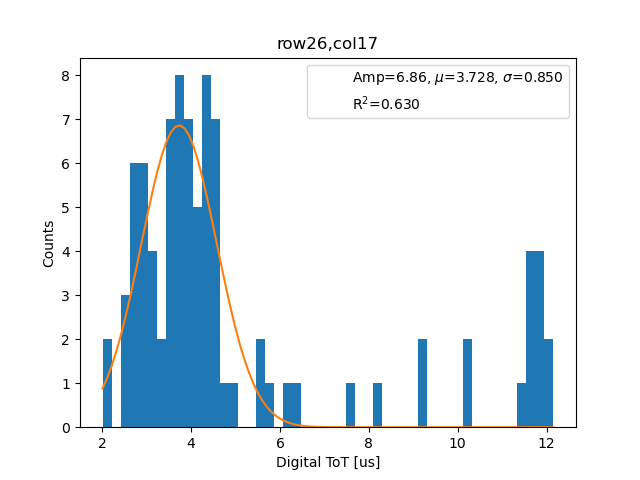 row26,col17
Amp=6.86, μ=3.728, σ=0.850
R²=0.630
Counts
8
7
6
5
4
3
2
1
0
2 4 6 8 10 12
Digital ToT [us]